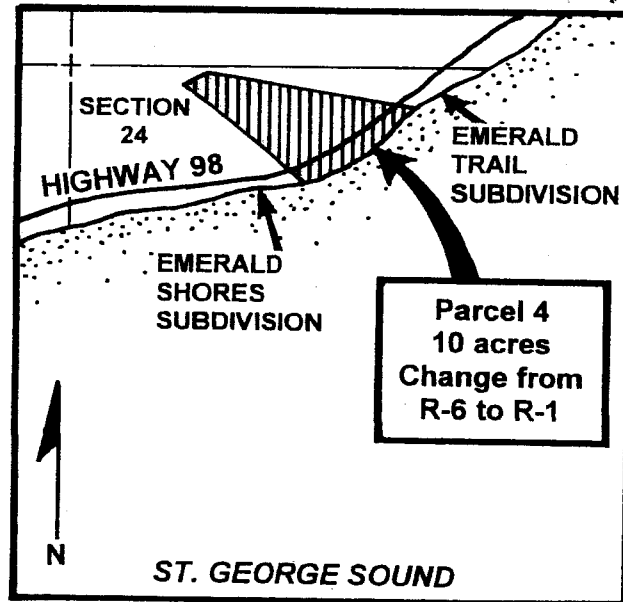 SECTION
24
HIGHWAY 98
EMERALD
TRAIL
SUBDIVISION
EMERALD
SHORES
SUBDIVISION
Parcel 4
10 acres
Change from
R-6 to R-1
N
ST. GEORGE SOUND